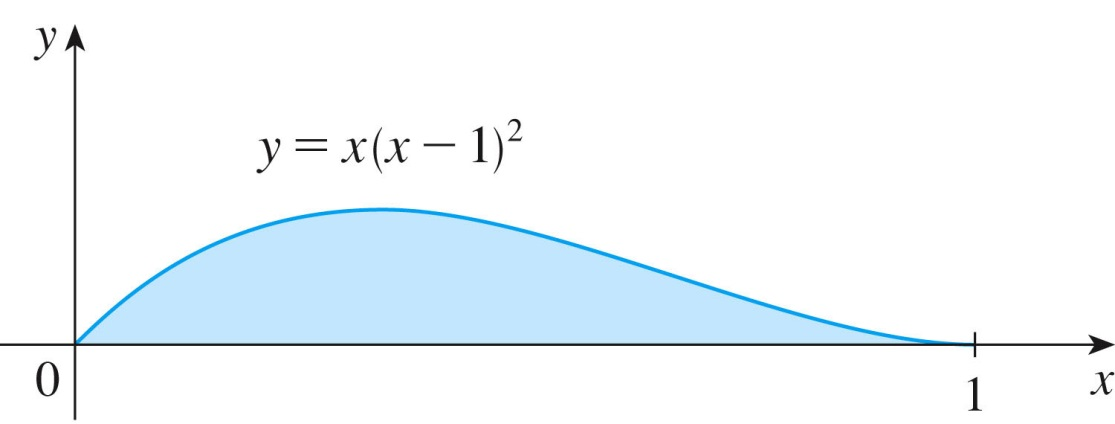 y
y = x(x − 1)²
0
1
x